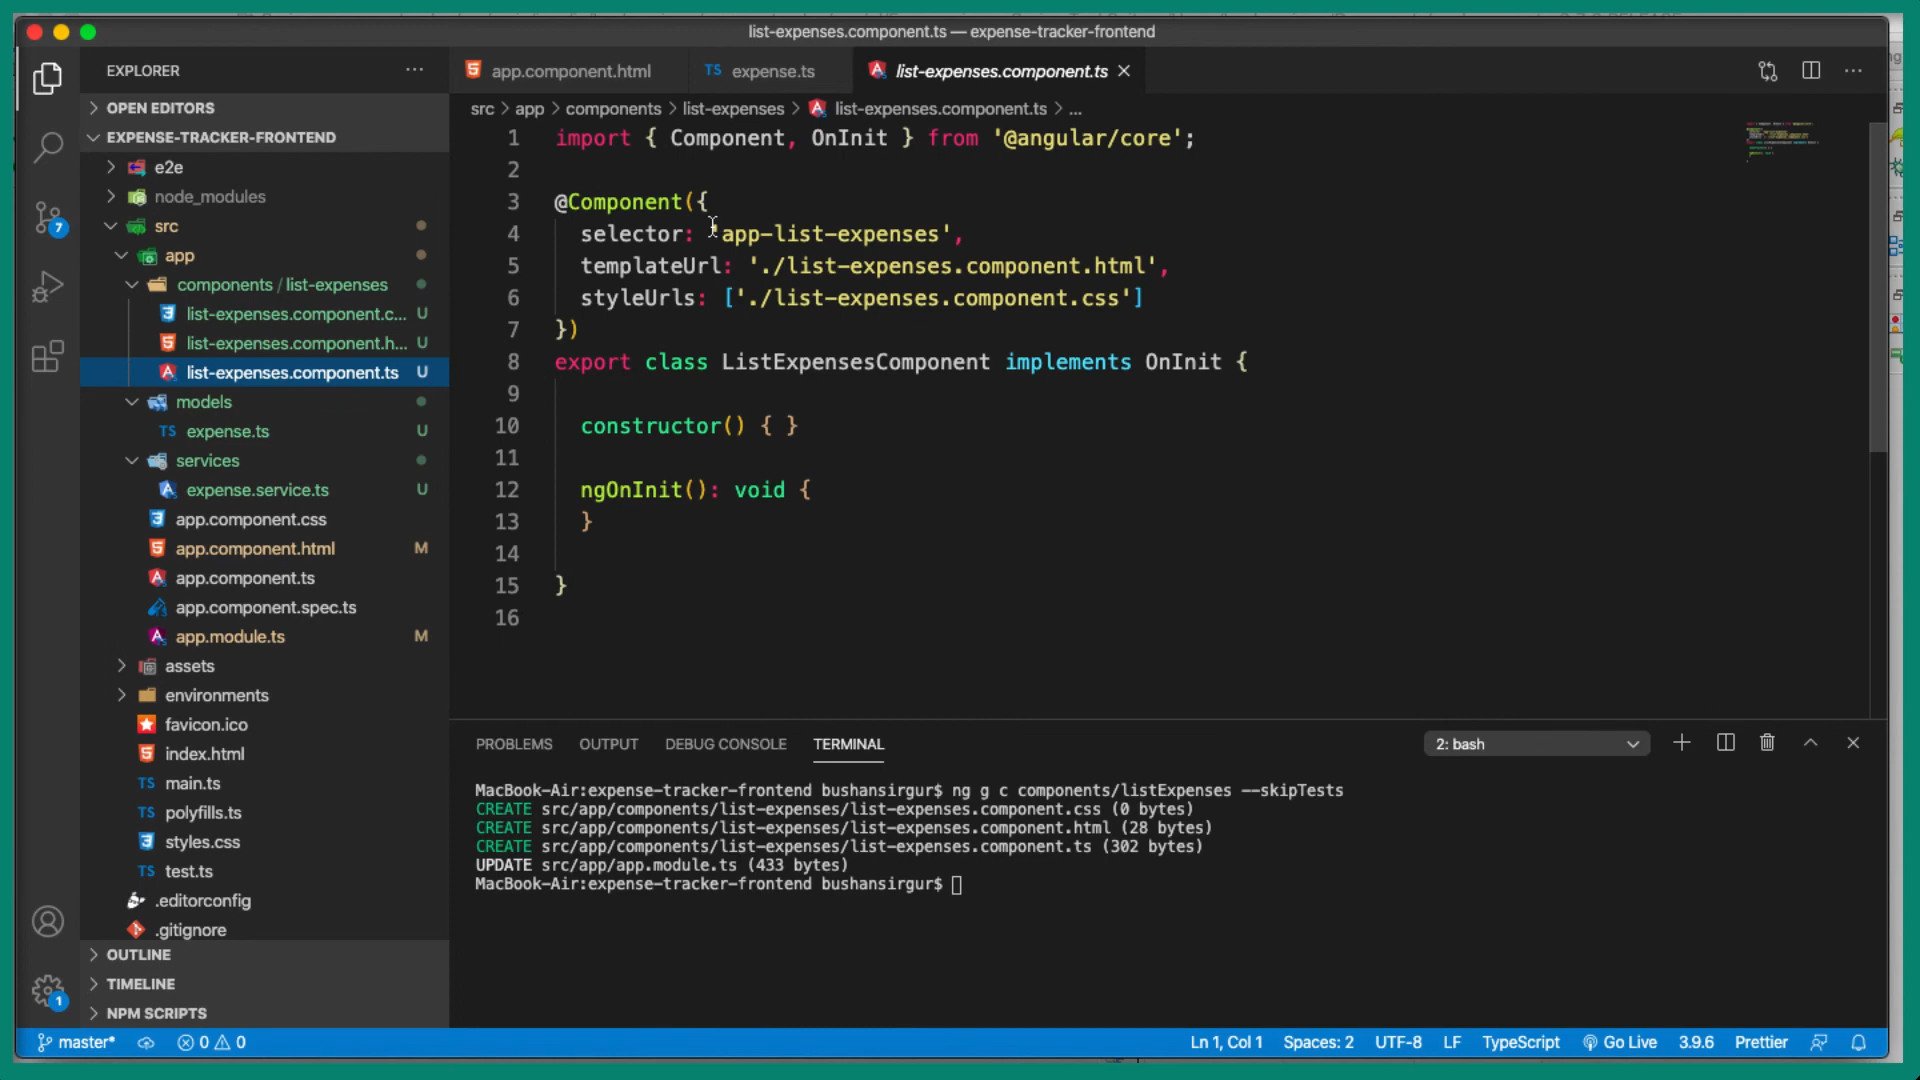 list-expenses.component.ts — expense-tracker-frontend
EXPLORER
OPEN EDITORS
EXPENSE-TRACKER-FRONTEND
e2e
node_modules
src
app
components / list-expenses
list-expenses.component.c... U
list-expenses.component.h... U
list-expenses.component.ts U
models
TS expense.ts U
services
expense.service.ts U
app.component.css
app.component.html M
app.component.ts
app.component.spec.ts
app.module.ts M
assets
environments
favicon.ico
index.html
TS main.ts
TS polyfills.ts
styles.css
TS test.ts
.editorconfig
.gitignore
OUTLINE
TIMELINE
NPM SCRIPTS
7
1
app.component.html
TS expense.ts
list-expenses.component.ts
src > app > components > list-expenses > list-expenses.component.ts > ...
1 import { Component, OnInit } from '@angular/core';
2
3 @Component({
4 selector: 'app-list-expenses',
5 templateUrl: './list-expenses.component.html',
6 styleUrls: ['./list-expenses.component.css']
7 })
8 export class ListExpensesComponent implements OnInit {
9
10 constructor() { }
11
12 ngOnInit(): void {
13 }
14
15 }
16
PROBLEMS OUTPUT DEBUG CONSOLE TERMINAL 2: bash
MacBook-Air:expense-tracker-frontend bushansirgur$ ng g c components/listExpenses --skipTests
CREATE src/app/components/list-expenses/list-expenses.component.css (0 bytes)
CREATE src/app/components/list-expenses/list-expenses.component.html (28 bytes)
CREATE src/app/components/list-expenses/list-expenses.component.ts (302 bytes)
UPDATE src/app/app.module.ts (433 bytes)
MacBook-Air:expense-tracker-frontend bushansirgur$
master* 0 0 Ln 1, Col 1 Spaces: 2 UTF-8 LF TypeScript Go Live 3.9.6 Prettier